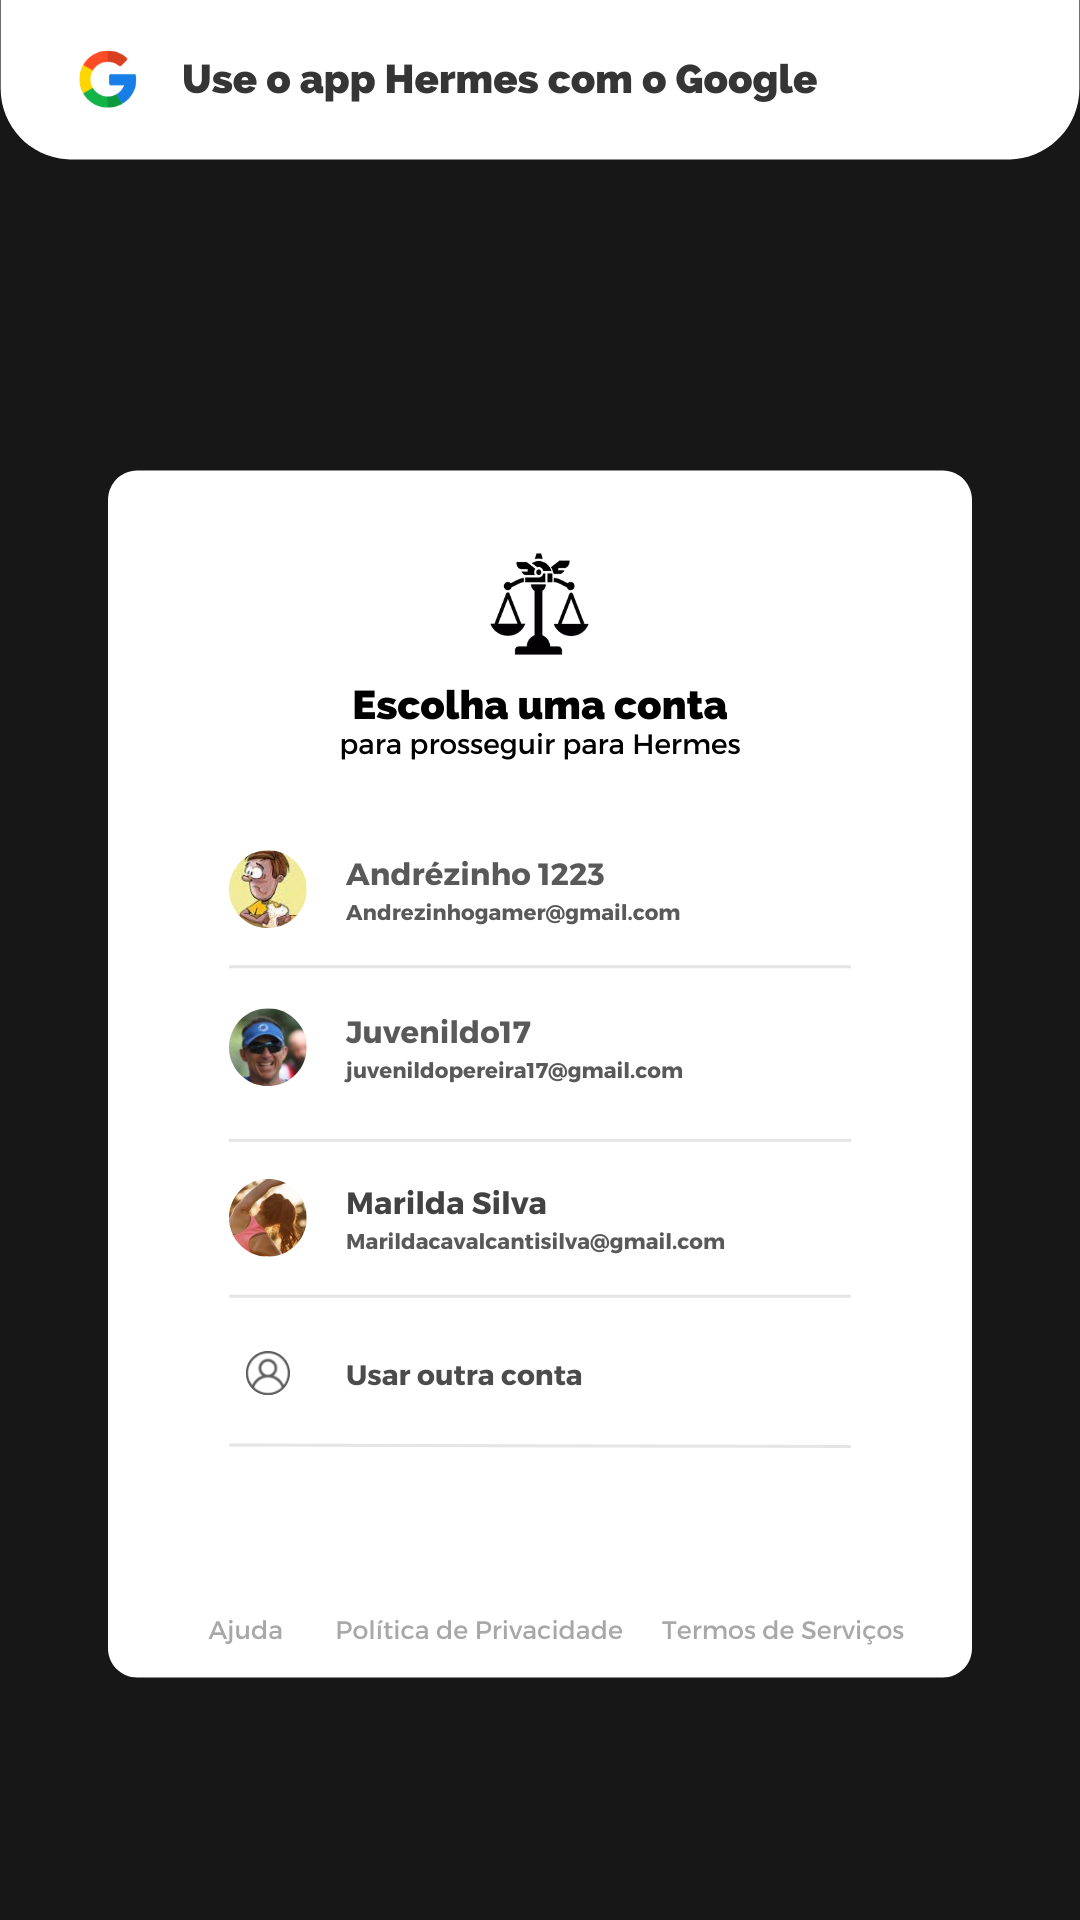 Use o app Hermes com o Google
Escolha uma conta
para prosseguir para Hermes
Andrézinho 1223
Andrezinhogamer@gmail.com
Juvenildo17
juvenildopereira17@gmail.com
Marilda Silva
Marildacavalcantisilva@gmail.com
Usar outra conta
Ajuda Política de Privacidade Termos de Serviços